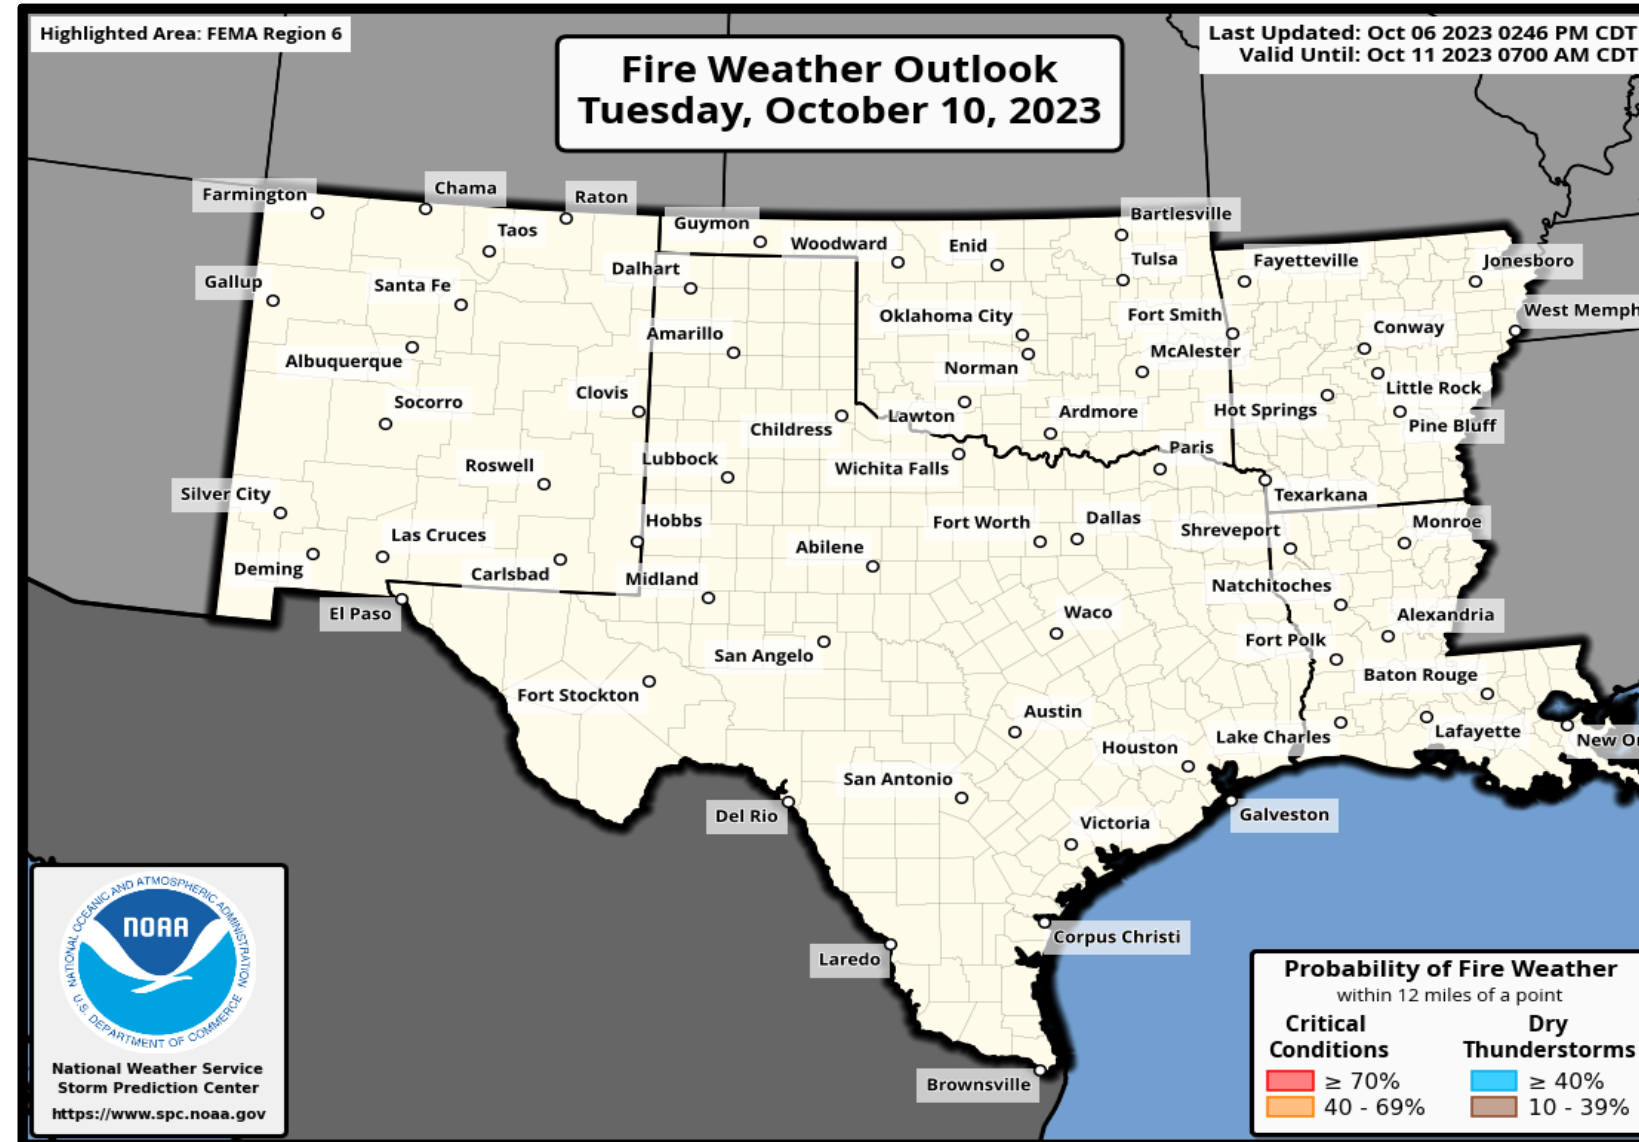 Highlighted Area: FEMA Region 6
Last Updated: Oct 06 2023 0246 PM CDT
Valid Until: Oct 11 2023 0700 AM CDT
Fire Weather Outlook
Tuesday, October 10, 2023
Farmington
Chama
Raton
Taos
Guymon
Woodward
Enid
Bartlesville
Tulsa
Fayetteville
Jonesboro
Gallup
Santa Fe
Dalhart
Oklahoma City
Fort Smith
West Memph
Albuquerque
Amarillo
Norman
McAlester
Conway
Socorro
Clovis
Childress
Lawton
Ardmore
Hot Springs
Little Rock
Pine Bluff
Roswell
Lubbock
Wichita Falls
Paris
Texarkana
Silver City
Las Cruces
Hobbs
Abilene
Fort Worth
Dallas
Shreveport
Monroe
Deming
Carlsbad
Midland
Natchitoches
El Paso
San Angelo
Waco
Fort Polk
Alexandria
Fort Stockton
Baton Rouge
Austin
Houston
Lake Charles
Lafayette
New Or
San Antonio
Del Rio
Victoria
Galveston
Corpus Christi
Laredo
Brownsville
NATIONAL OCEANIC AND ATMOSPHERIC ADMINISTRATION
NOAA
U.S. DEPARTMENT OF COMMERCE
National Weather Service
Storm Prediction Center
https://www.spc.noaa.gov
Probability of Fire Weather
within 12 miles of a point
Critical Conditions
Dry Thunderstorms
≥ 70%
≥ 40%
40 - 69%
10 - 39%